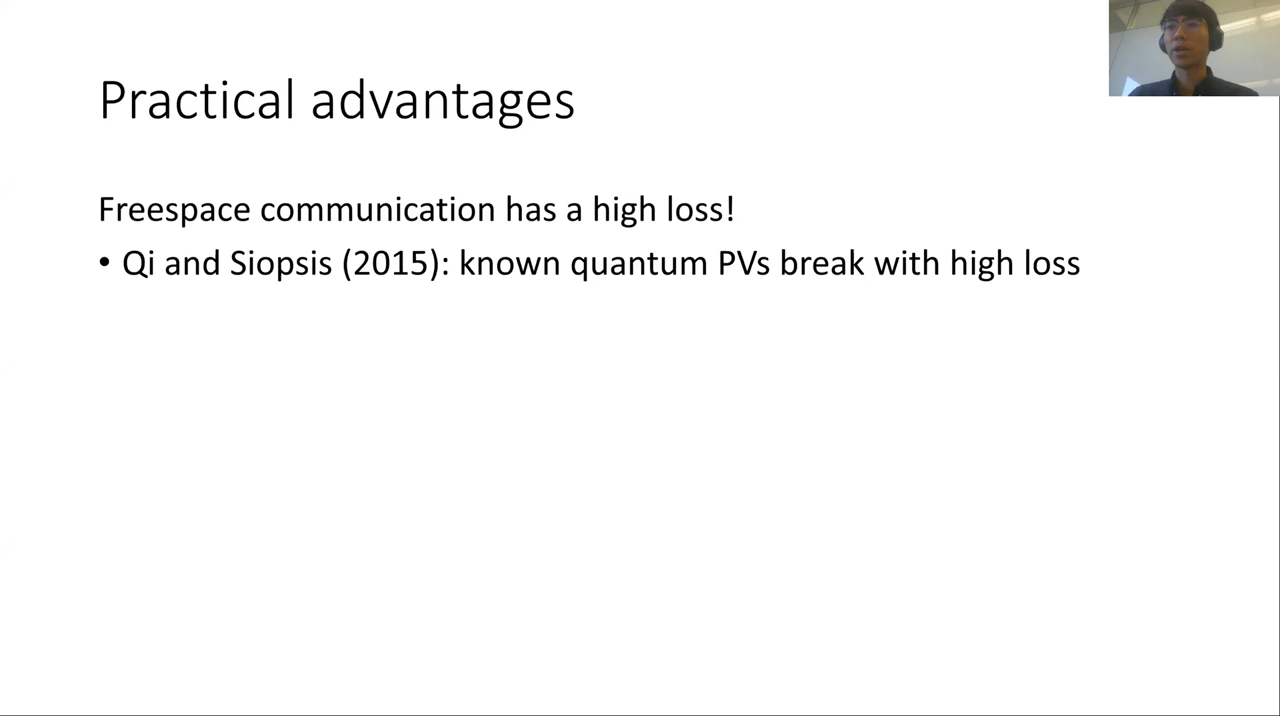 Practical advantages
Freespace communication has a high loss!
• Qi and Siopsis (2015): known quantum PVs break with high loss